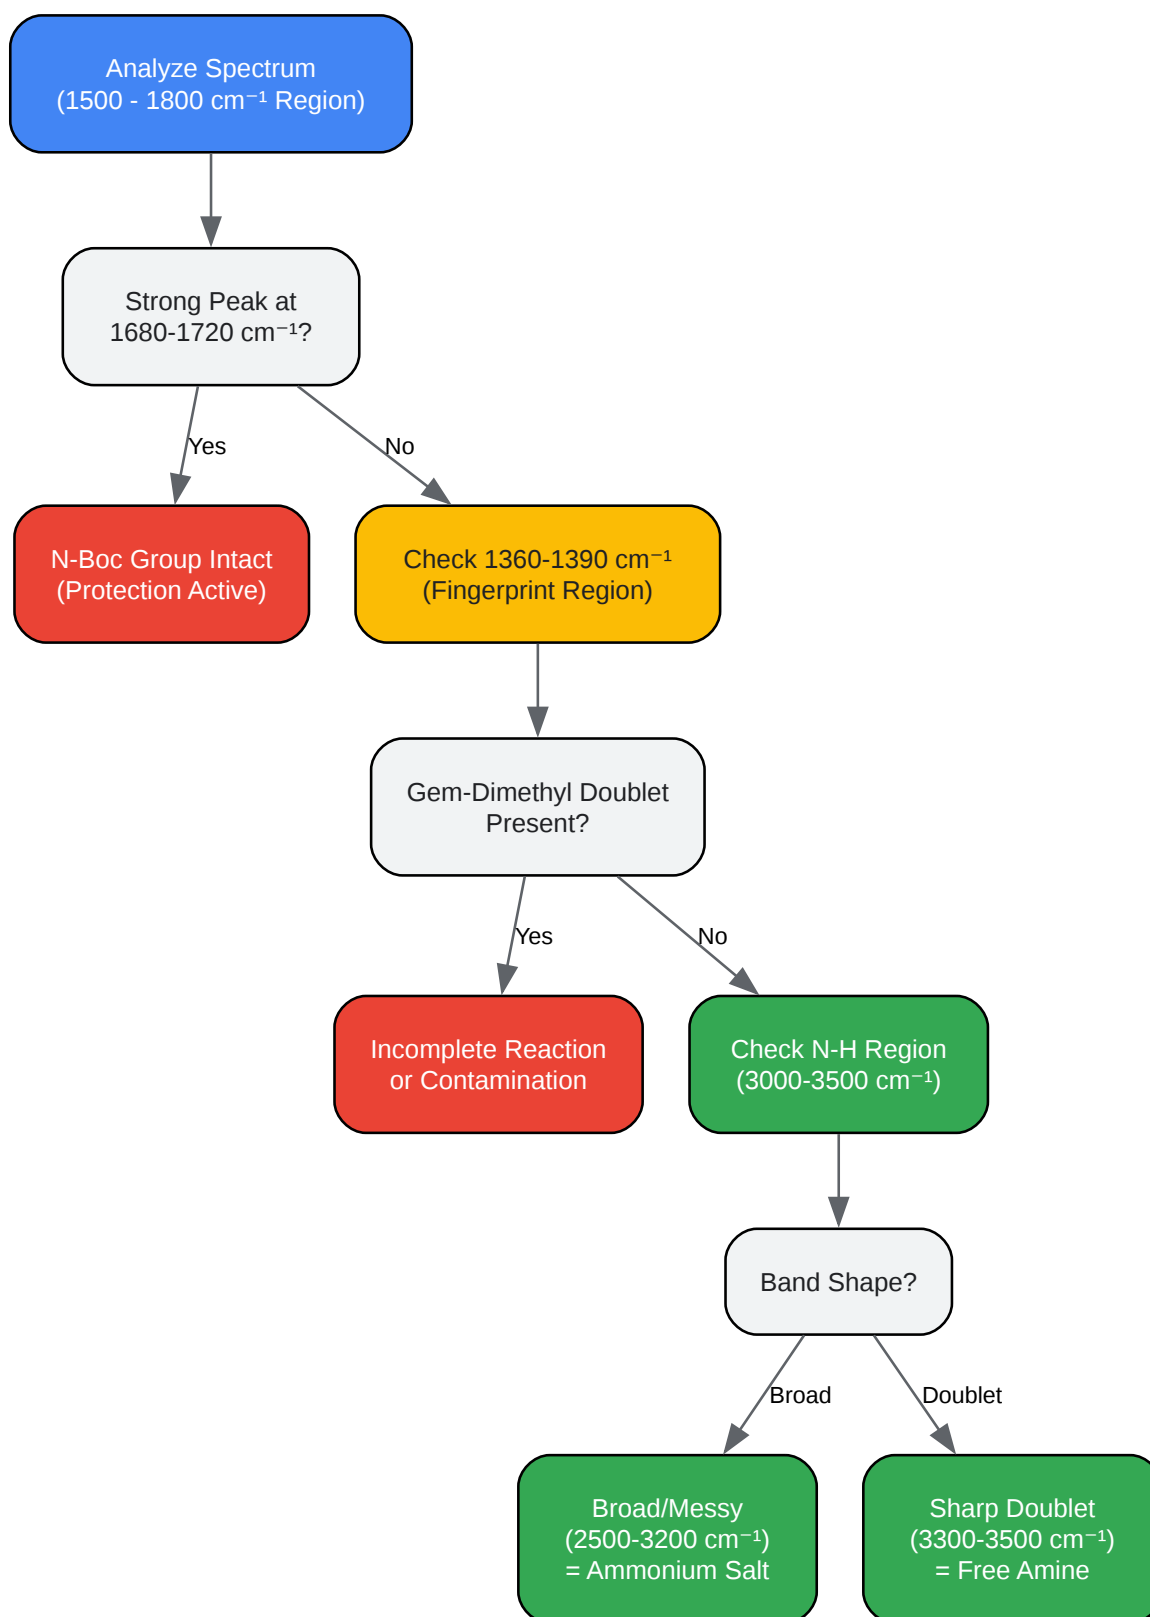 Analyze Spectrum
(1500 - 1800 cm⁻¹ Region)
Strong Peak at
1680-1720 cm⁻¹?
Yes
No
N-Boc Group Intact
(Protection Active)
Check 1360-1390 cm⁻¹
(Fingerprint Region)
Gem-Dimethyl Doublet
Present?
Yes
No
Incomplete Reaction
or Contamination
Check N-H Region
(3000-3500 cm⁻¹)
Band Shape?
Broad
Doublet
Broad/Messy
(2500-3200 cm⁻¹)
= Ammonium Salt
Sharp Doublet
(3300-3500 cm⁻¹)
= Free Amine